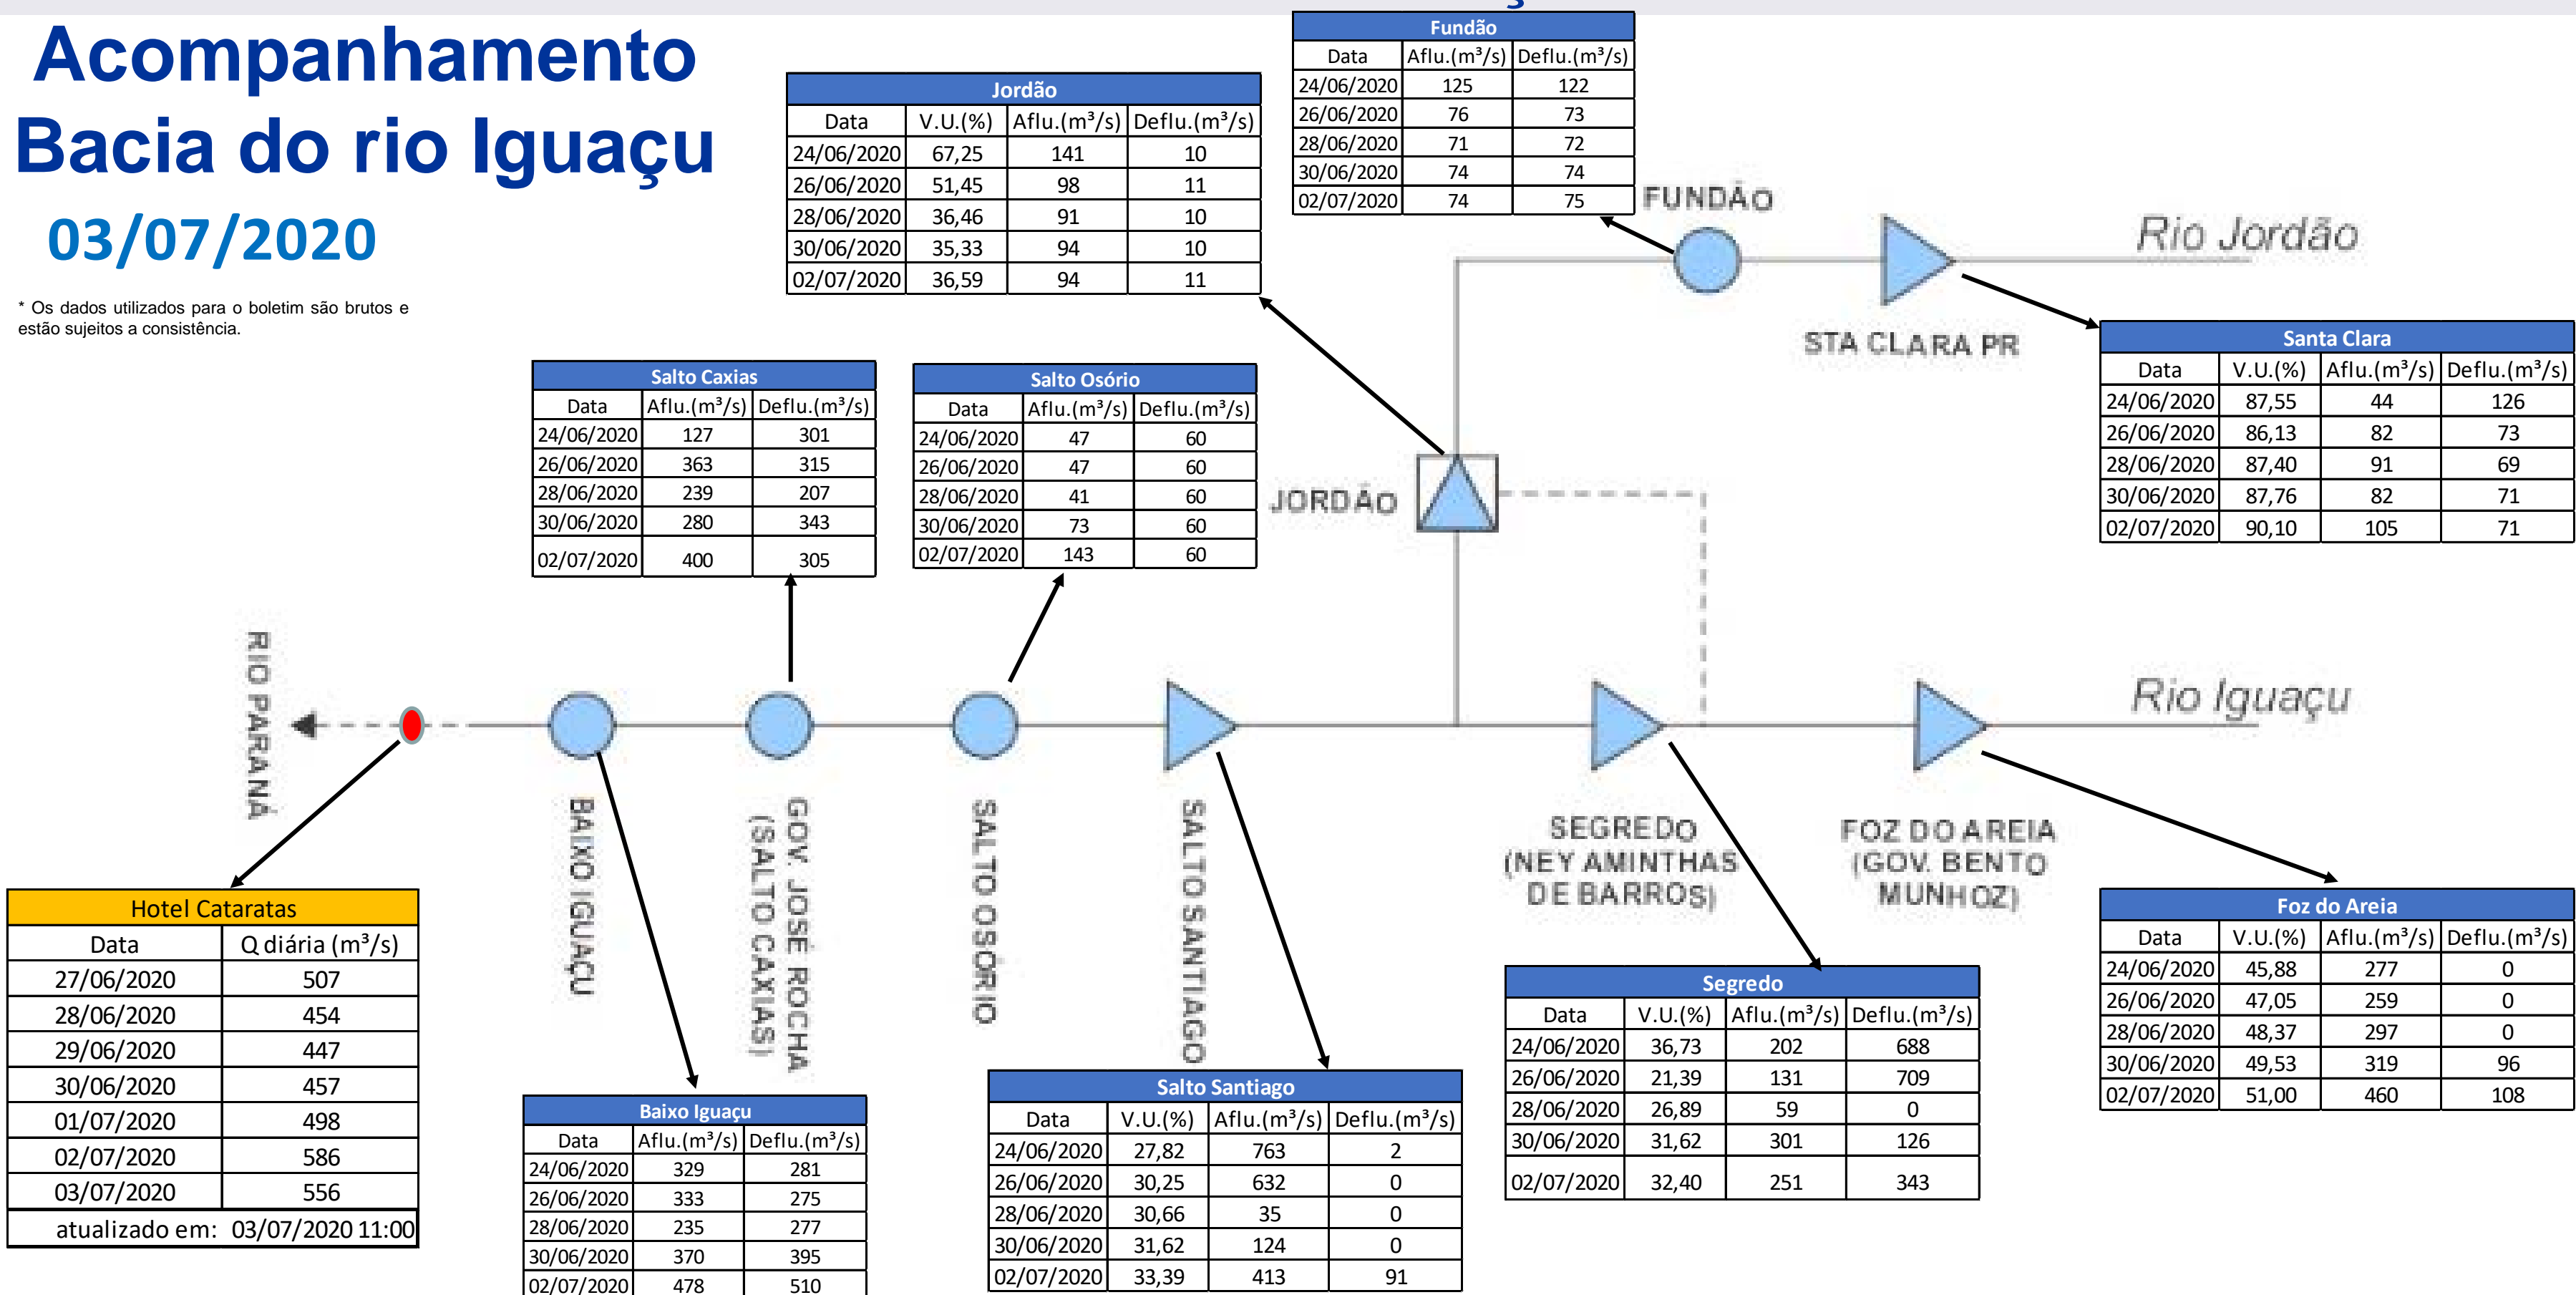 Acompanhamento
Bacia do rio Iguaçu
03/07/2020
* Os dados utilizados para o boletim são brutos e
estão sujeitos a consistência.
Jordão
Data V.U.(%) Aflu.(m³/s) Deflu.(m³/s)
24/06/2020 67,25 141 10
26/06/2020 51,45 98 11
28/06/2020 36,46 91 10
30/06/2020 35,33 94 10
02/07/2020 36,59 94 11
Fundão
Data Aflu.(m³/s) Deflu.(m³/s)
24/06/2020 125 122
26/06/2020 76 73
28/06/2020 71 72
30/06/2020 74 74
02/07/2020 74 75
FUNDÃO
Rio Jordão
STA CLARA PR
Santa Clara
Data V.U.(%) Aflu.(m³/s) Deflu.(m³/s)
24/06/2020 87,55 44 126
26/06/2020 86,13 82 73
28/06/2020 87,40 91 69
30/06/2020 87,76 82 71
02/07/2020 90,10 105 71
Salto Caxias
Data Aflu.(m³/s) Deflu.(m³/s)
24/06/2020 127 301
26/06/2020 363 315
28/06/2020 239 207
30/06/2020 280 343
02/07/2020 400 305
Salto Osório
Data Aflu.(m³/s) Deflu.(m³/s)
24/06/2020 47 60
26/06/2020 47 60
28/06/2020 41 60
30/06/2020 73 60
02/07/2020 143 60
JORDÃO
RIO PARANÁ
Rio Iguaçu
BAIXO IGUAÇU
GOV. JOSÉ ROCHA
(SALTO CAXIAS)
SALTO OSÓRIO
SALTO SANTIAGO
SEGREDO
(NEY AMINTHAS
DE BARROS)
FOZ DO AREIA
(GOV. BENTO
MUNHOZ)
Hotel Cataratas
Data Q diária (m³/s)
27/06/2020 507
28/06/2020 454
29/06/2020 447
30/06/2020 457
01/07/2020 498
02/07/2020 586
03/07/2020 556
atualizado em: 03/07/2020 11:00
Baixo Iguaçu
Data Aflu.(m³/s) Deflu.(m³/s)
24/06/2020 329 281
26/06/2020 333 275
28/06/2020 235 277
30/06/2020 370 395
02/07/2020 478 510
Salto Santiago
Data V.U.(%) Aflu.(m³/s) Deflu.(m³/s)
24/06/2020 27,82 763 2
26/06/2020 30,25 632 0
28/06/2020 30,66 35 0
30/06/2020 31,62 124 0
02/07/2020 33,39 413 91
Segredo
Data V.U.(%) Aflu.(m³/s) Deflu.(m³/s)
24/06/2020 36,73 202 688
26/06/2020 21,39 131 709
28/06/2020 26,89 59 0
30/06/2020 31,62 301 126
02/07/2020 32,40 251 343
Foz do Areia
Data V.U.(%) Aflu.(m³/s) Deflu.(m³/s)
24/06/2020 45,88 277 0
26/06/2020 47,05 259 0
28/06/2020 48,37 297 0
30/06/2020 49,53 319 96
02/07/2020 51,00 460 108